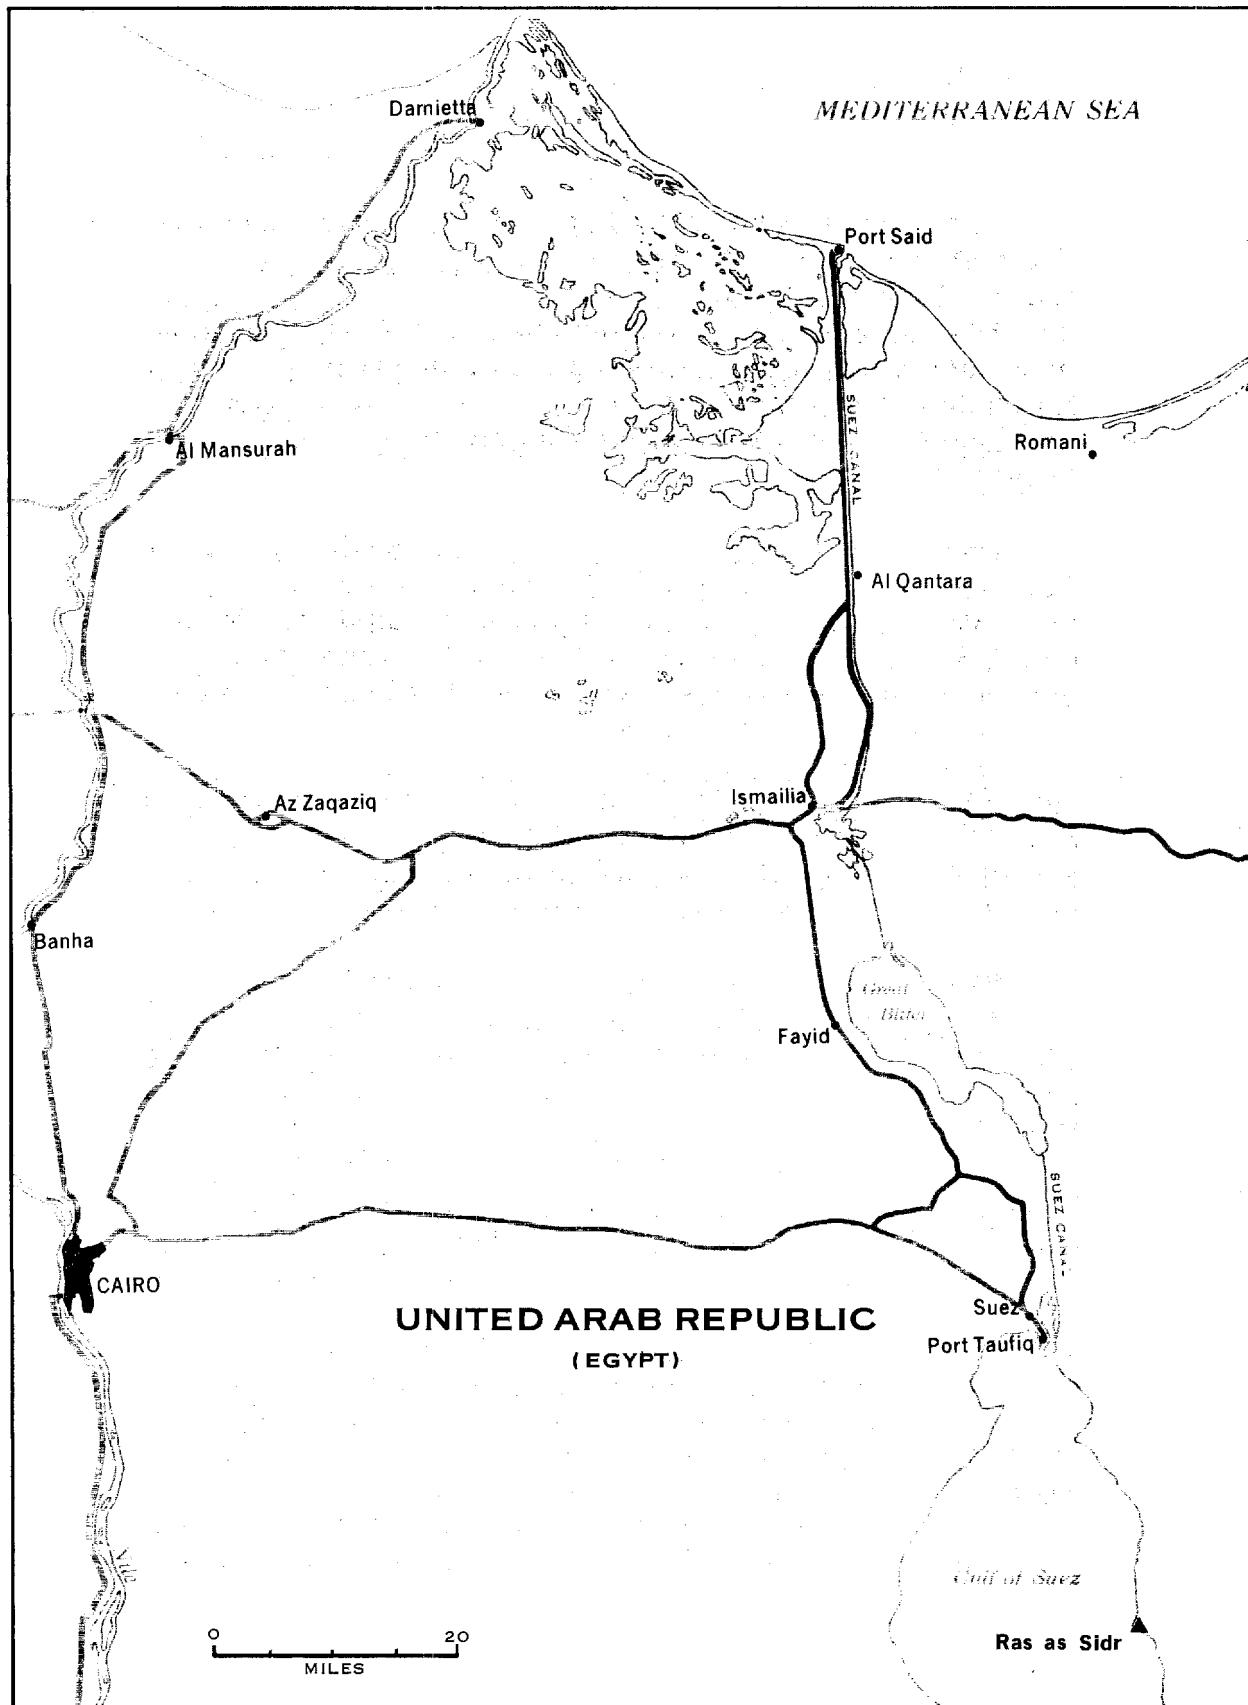 MEDITERRANEAN SEA
Damietta
Port Said
SUEZ CANAL
Al Mansurah
Romani
Al Qantara
Ismailia
Az Zaqaziq
Banha
Great
Bitter
Fayid
SUEZ CANAL
CAIRO
UNITED ARAB REPUBLIC
(EGYPT)
Suez
Port Taufiq
Nile
Gulf of Suez
Ras as Sidr
0 20
MILES